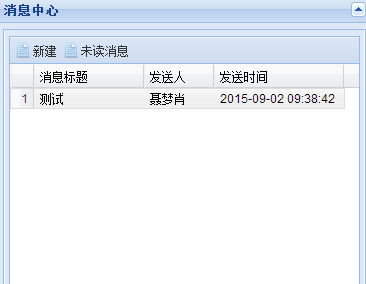 消息中心
新建 未读消息
消息标题 发送人 发送时间
1 测试 聂梦肖 2015-09-02 09:38:42